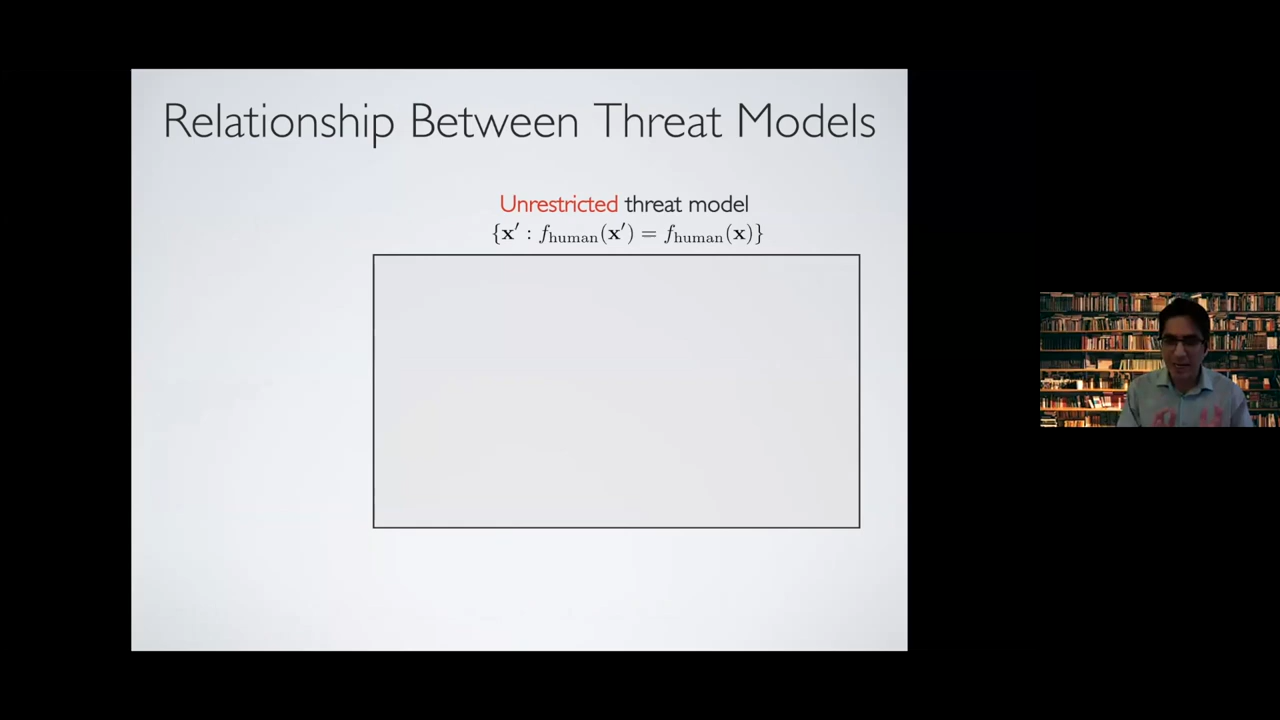 Relationship Between Threat Models
Unrestricted threat model
{x′ : f_human(x′) = f_human(x)}